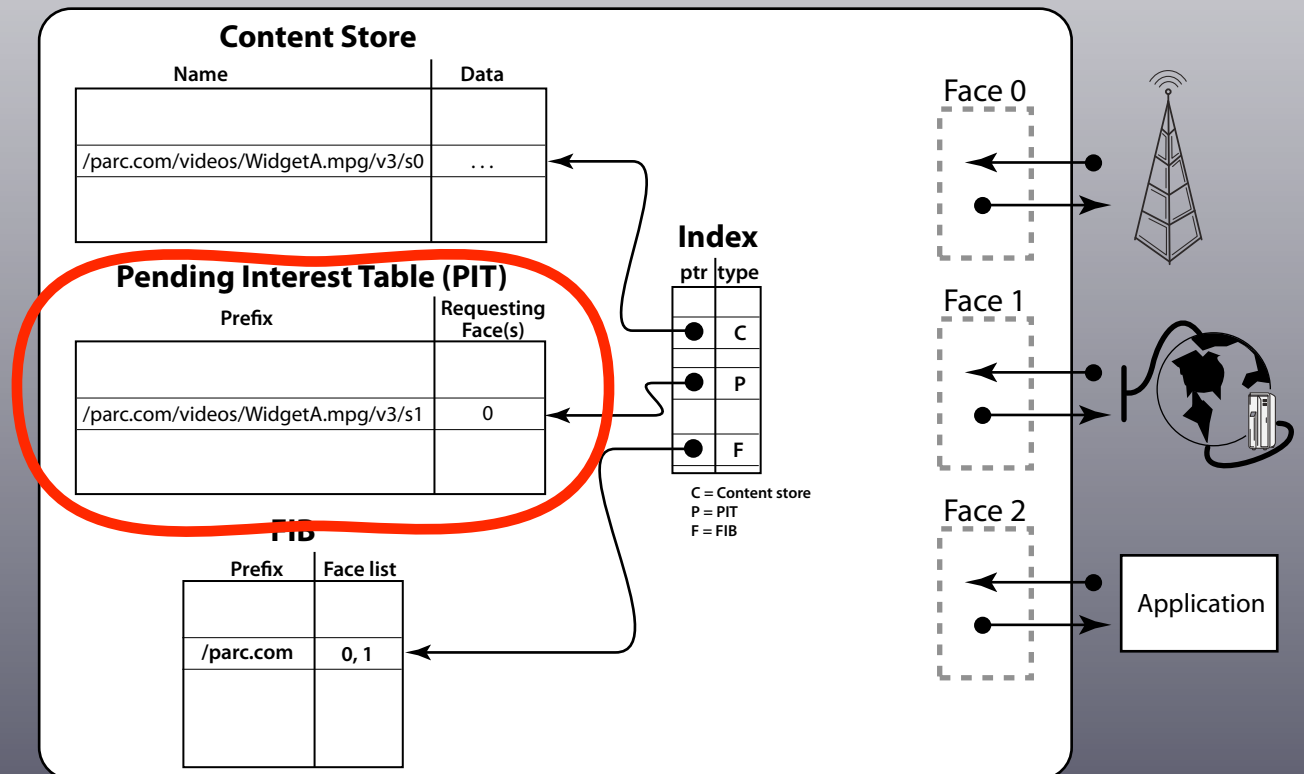 Content Store
Name Data
/parc.com/videos/WidgetA.mpg/v3/s0 ...
Pending Interest Table (PIT)
Prefix Requesting
Face(s)
/parc.com/videos/WidgetA.mpg/v3/s1 0
FIB
Prefix Face list
/parc.com 0, 1
Index
ptr type
C
P
F
C = Content store
P = PIT
F = FIB
Face 0
Face 1
Face 2
Application